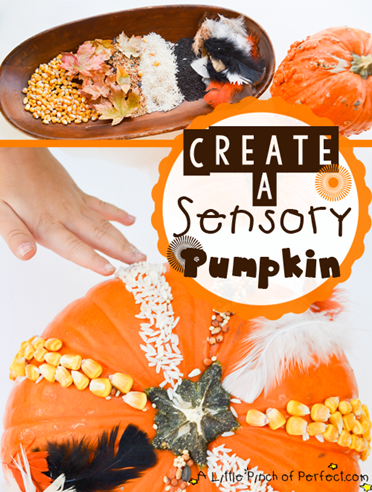 CREATE
A
Sensory
Pumpkin
A Little Pinch of Perfect.com